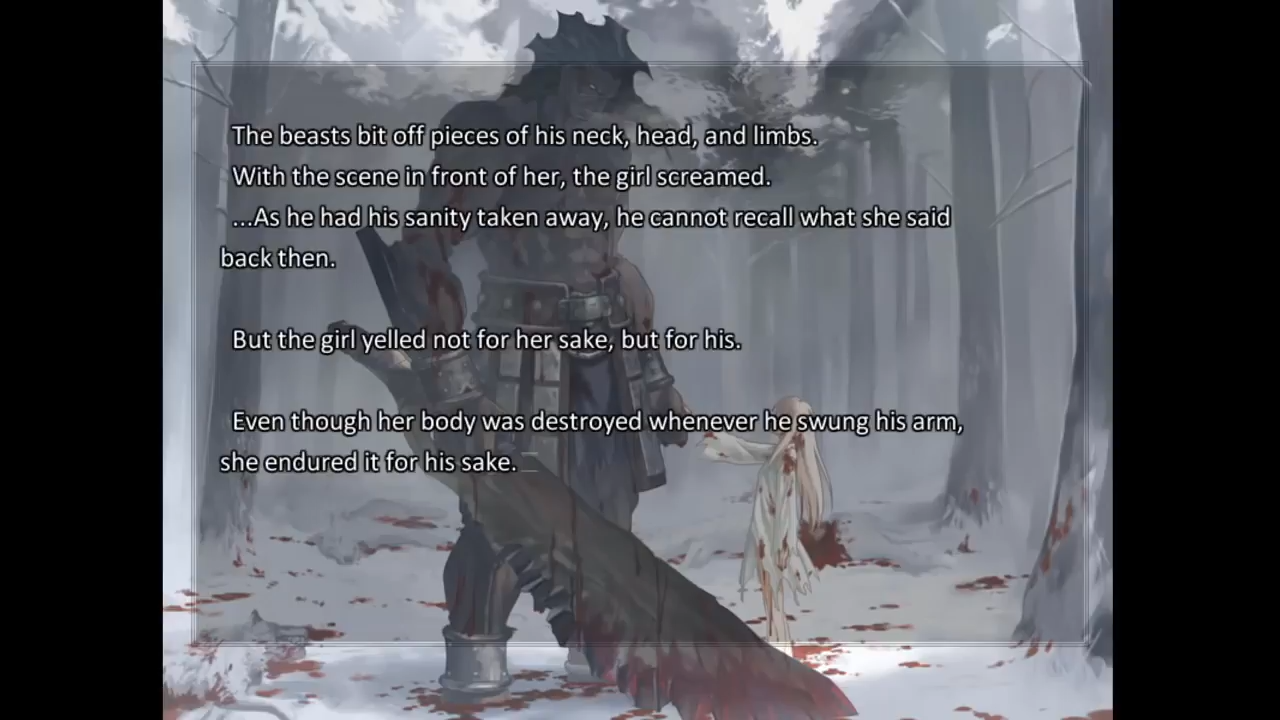 The beasts bit off pieces of his neck, head, and limbs.
With the scene in front of her, the girl screamed.
...As he had his sanity taken away, he cannot recall what she said
back then.
But the girl yelled not for her sake, but for his.
Even though her body was destroyed whenever he swung his arm,
she endured it for his sake.